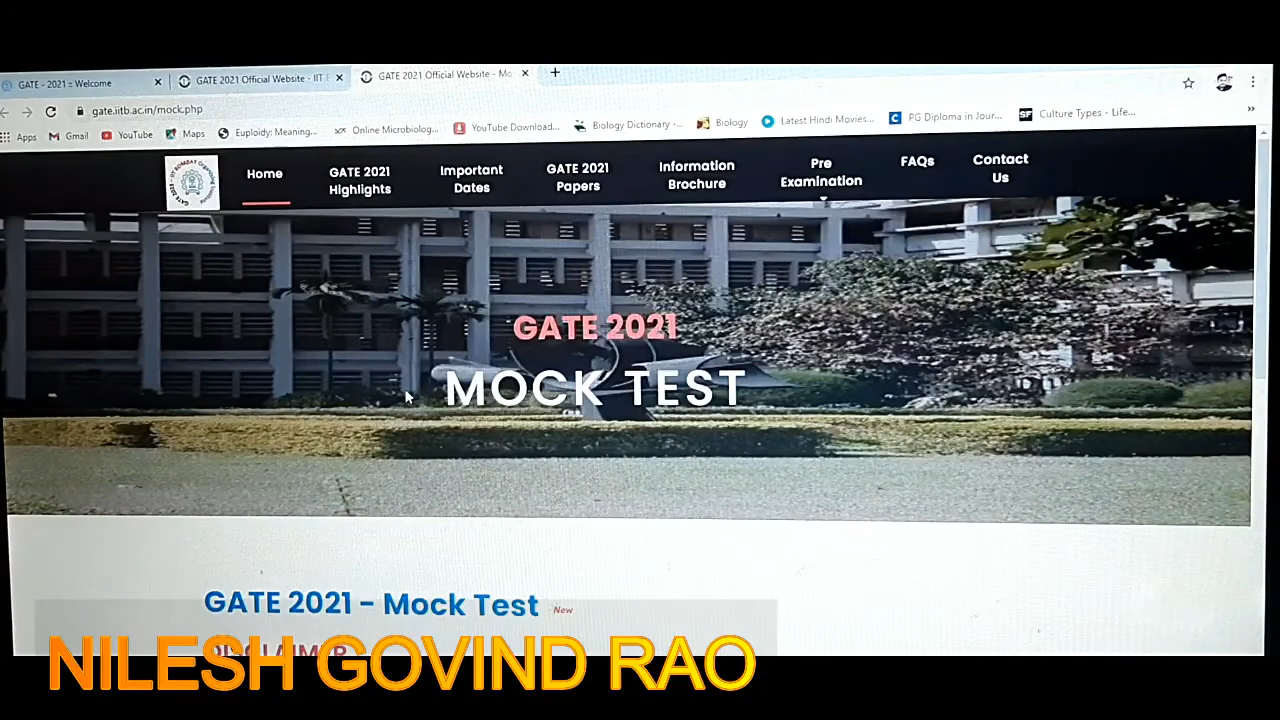 GATE - 2021 :: Welcome
GATE 2021 Official Website - IIT
GATE 2021 Official Website - Mo
gate.iitb.ac.in/mock.php
Apps Gmail YouTube Maps Euploidy: Meaning... Online Microbiolog... YouTube Download... Biology Dictionary -... Biology Latest Hindi Movies... PG Diploma in Jour... Culture Types - Life...
Home
GATE 2021
Highlights
Important
Dates
GATE 2021
Papers
Information
Brochure
Pre
Examination
FAQs
Contact
Us
GATE 2021
MOCK TEST
GATE 2021 - Mock Test New
DISCLAIMER
NILESH GOVIND RAO